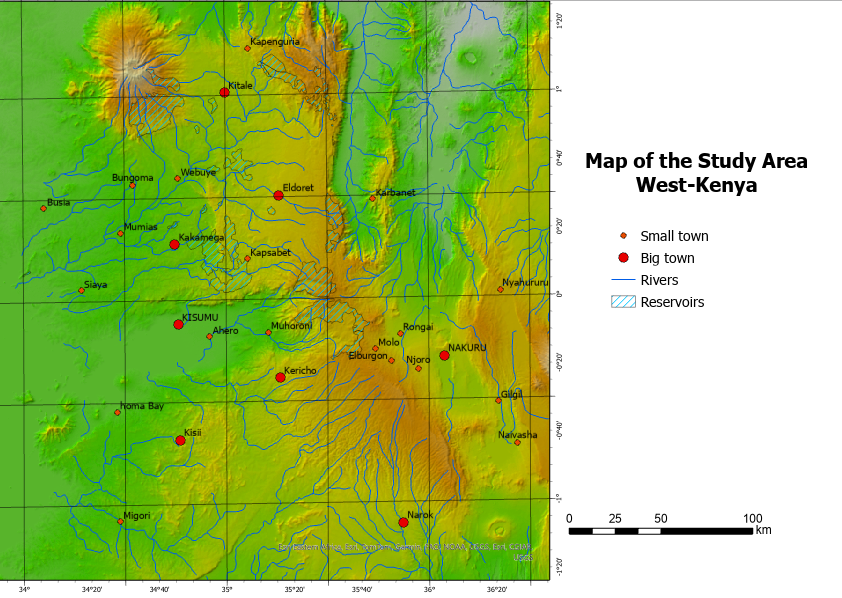 Kapenguria
Kitale
Bungoma
Webuye
Eldoret
Karbanet
Busia
Mumias
Kakamega
Kapsabet
Siaya
Nyahururu
KISUMU
Ahero
Muhoroni
Rongai
Molo
NAKURU
Elburgon
Njoro
Kericho
Gilgil
homa Bay
Kisii
Naivasha
Migori
Narok
USGS
34°
34°20'
34°40'
35°
35°20'
35°40'
36°
36°20'
1°20'
1°
0°40'
0°20'
0°
-0°20'
-0°40'
-1°
-1°20'
Map of the Study Area
West-Kenya
Small town
Big town
Rivers
Reservoirs
0 25 50 100
km